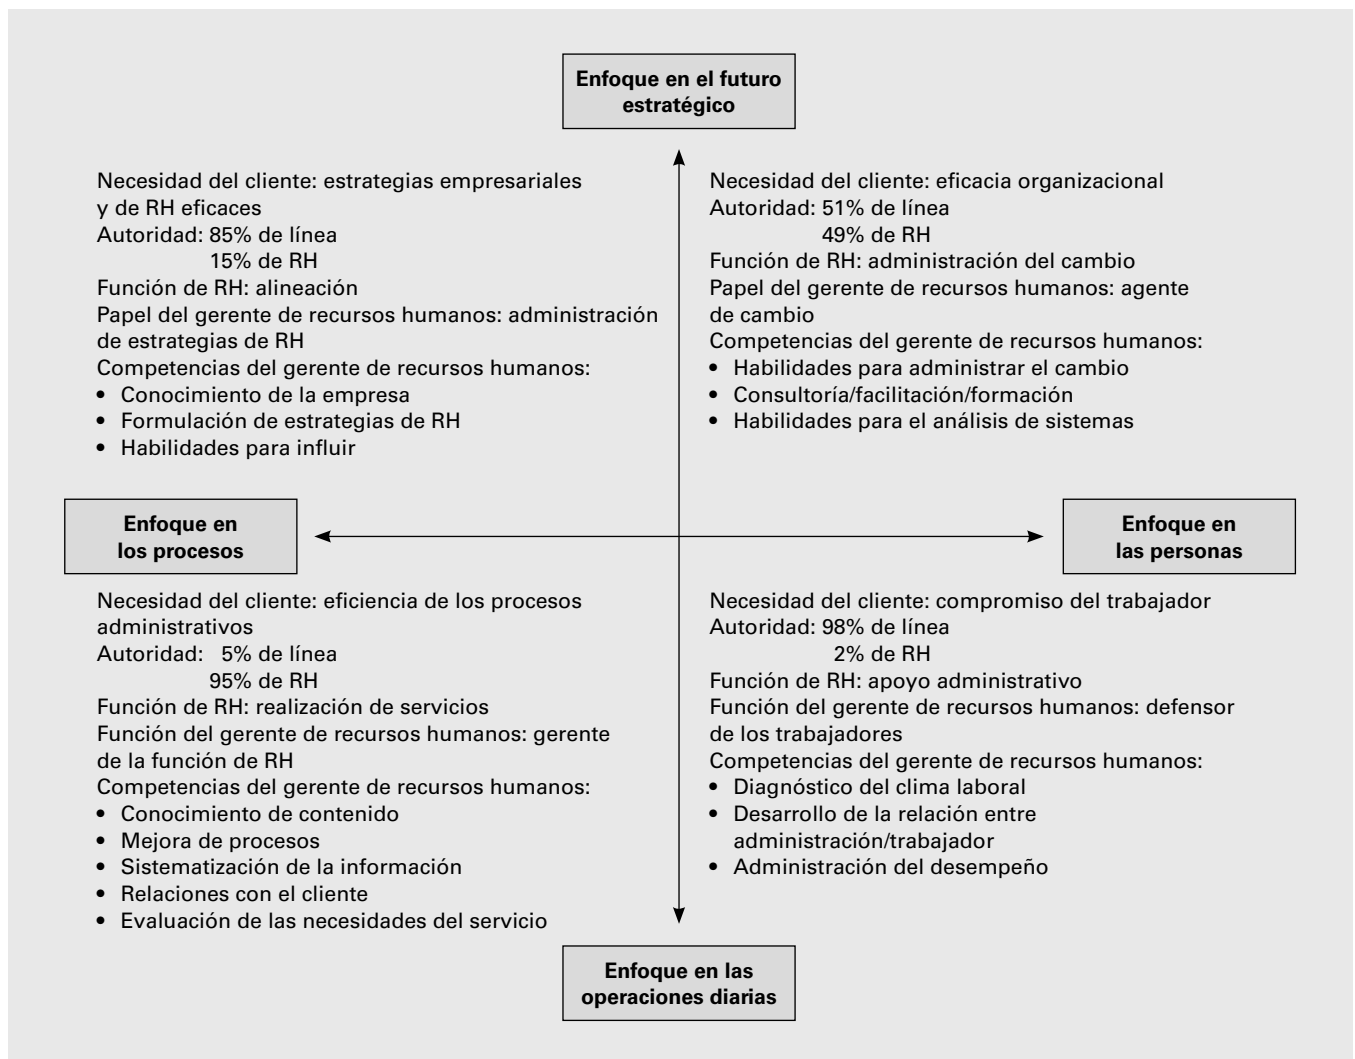 Enfoque en el futuro
estratégico
Necesidad del cliente: estrategias empresariales
y de RH eficaces
Autoridad: 85% de línea
15% de RH
Función de RH: alineación
Papel del gerente de recursos humanos: administración
de estrategias de RH
Competencias del gerente de recursos humanos:
• Conocimiento de la empresa
• Formulación de estrategias de RH
• Habilidades para influir
Necesidad del cliente: eficacia organizacional
Autoridad: 51% de línea
49% de RH
Función de RH: administración del cambio
Papel del gerente de recursos humanos: agente
de cambio
Competencias del gerente de recursos humanos:
• Habilidades para administrar el cambio
• Consultoría/facilitación/formación
• Habilidades para el análisis de sistemas
Enfoque en
los procesos
Enfoque en
las personas
Necesidad del cliente: eficiencia de los procesos
administrativos
Autoridad: 5% de línea
95% de RH
Función de RH: realización de servicios
Función del gerente de recursos humanos: gerente
de la función de RH
Competencias del gerente de recursos humanos:
• Conocimiento de contenido
• Mejora de procesos
• Sistematización de la información
• Relaciones con el cliente
• Evaluación de las necesidades del servicio
Necesidad del cliente: compromiso del trabajador
Autoridad: 98% de línea
2% de RH
Función de RH: apoyo administrativo
Función del gerente de recursos humanos: defensor
de los trabajadores
Competencias del gerente de recursos humanos:
• Diagnóstico del clima laboral
• Desarrollo de la relación entre
administración/trabajador
• Administración del desempeño
Enfoque en las
operaciones diarias